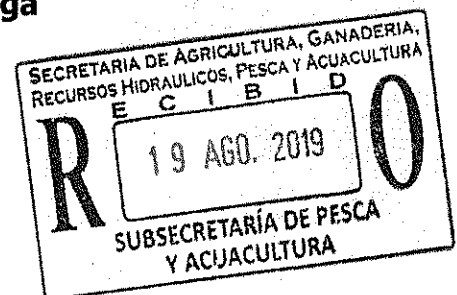 ga
SECRETARIA DE AGRICULTURA, GANADERIA,
RECURSOS HIDRAULICOS, PESCA Y ACUACULTURA
R E C I B I D O
19 AGO. 2019
SUBSECRETARÍA DE PESCA
Y ACUACULTURA